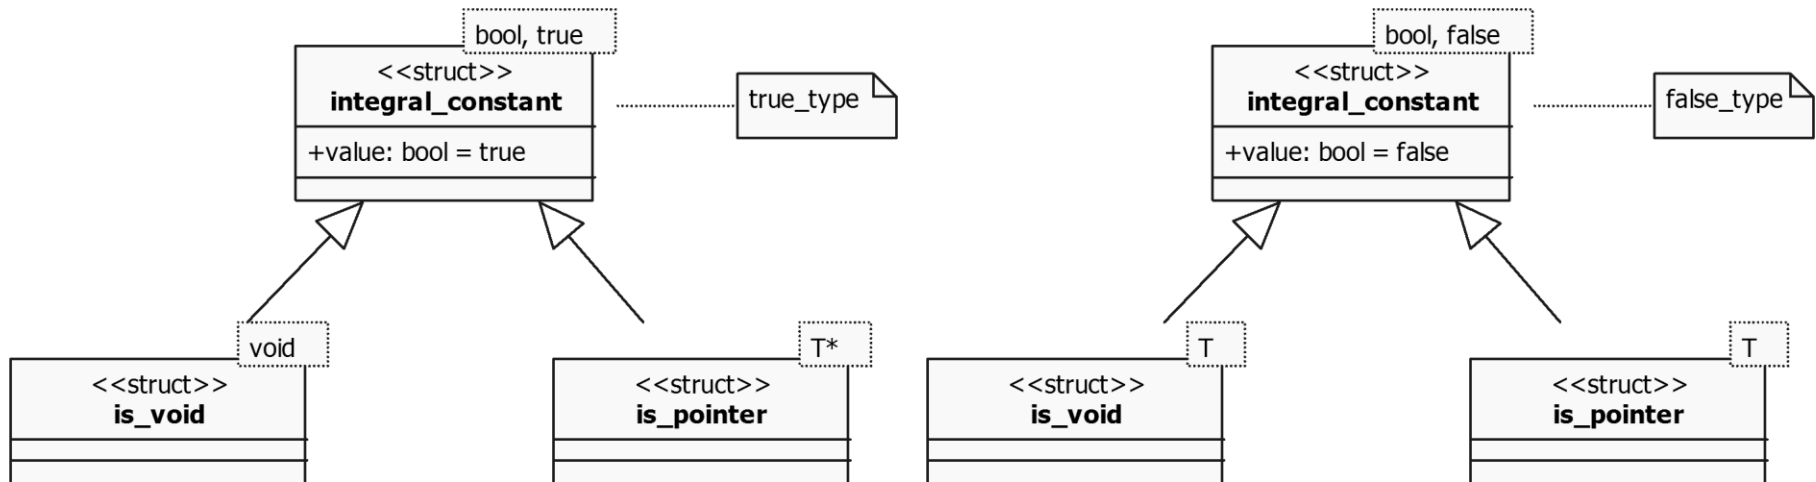 bool, true
<<struct>>
integral_constant
+value: bool = true
true_type
void
<<struct>>
is_void
T*
<<struct>>
is_pointer
bool, false
<<struct>>
integral_constant
+value: bool = false
false_type
T
<<struct>>
is_void
T
<<struct>>
is_pointer